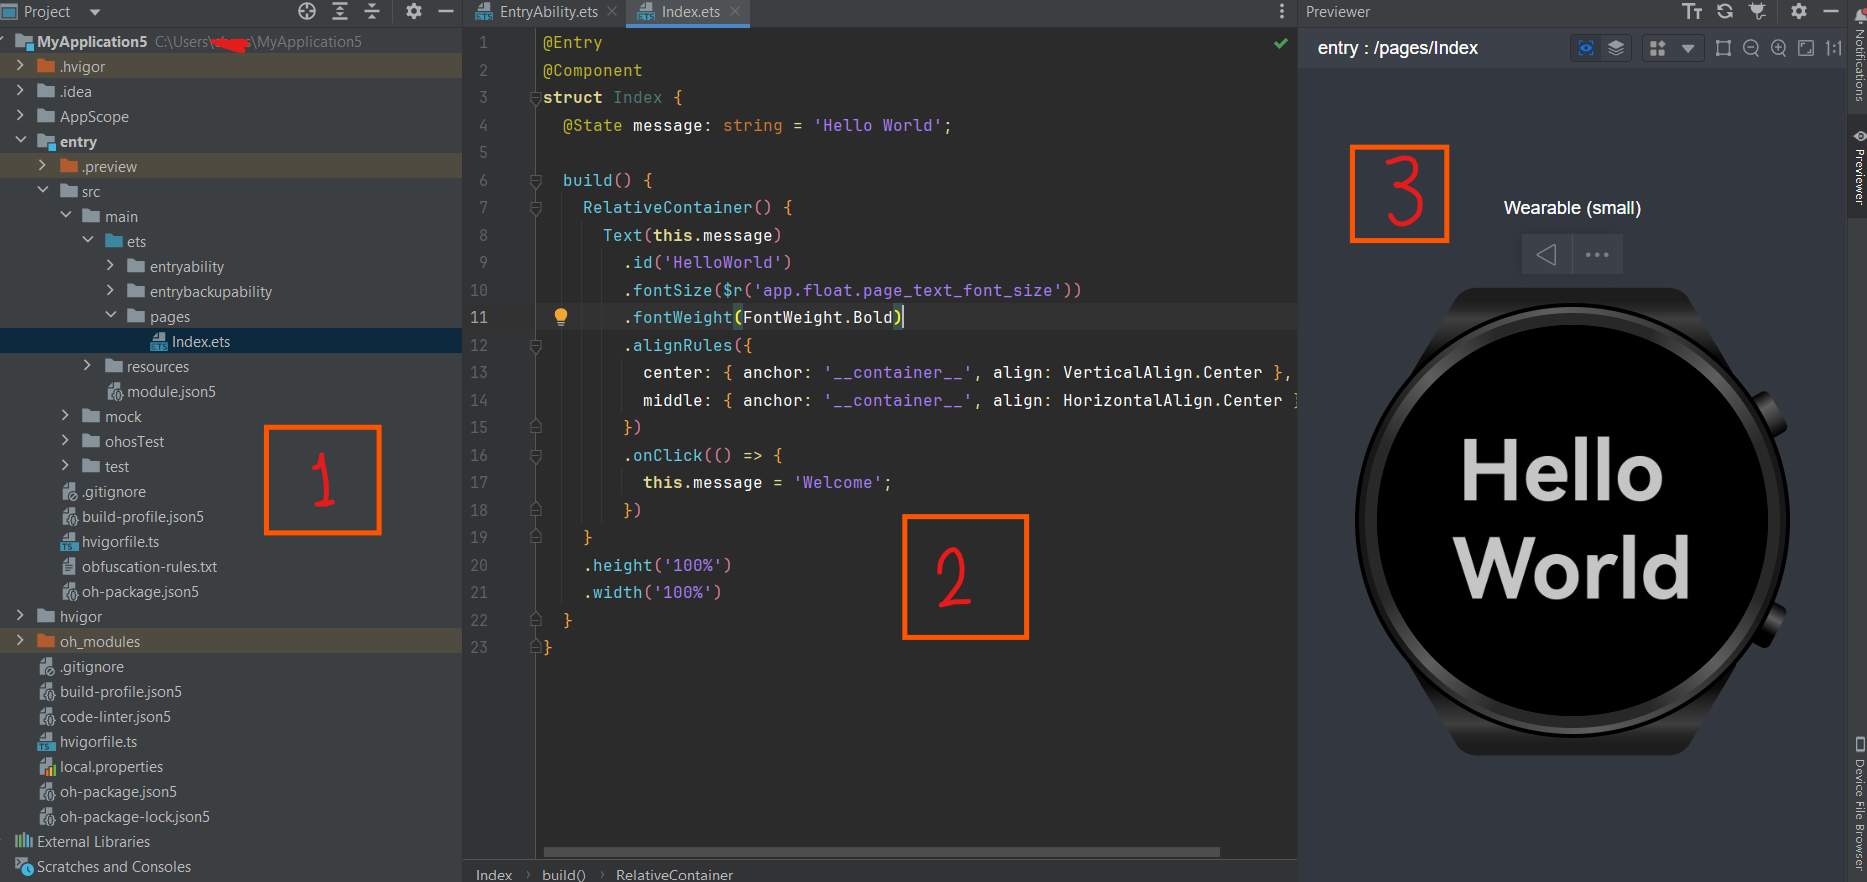 Project
MyApplication5 C:\Users\ \MyApplication5
.hvigor
.idea
AppScope
entry
.preview
src
main
ets
entryability
entrybackupability
pages
Index.ets
resources
module.json5
mock
ohosTest
test
.gitignore
build-profile.json5
hvigorfile.ts
obfuscation-rules.txt
oh-package.json5
hvigor
oh_modules
.gitignore
build-profile.json5
code-linter.json5
hvigorfile.ts
local.properties
oh-package.json5
oh-package-lock.json5
External Libraries
Scratches and Consoles
1
EntryAbility.ets
Index.ets
1 @Entry
2 @Component
3 struct Index {
4 @State message: string = 'Hello World';
5
6 build() {
7 RelativeContainer() {
8 Text(this.message)
9 .id('HelloWorld')
10 .fontSize($r('app.float.page_text_font_size'))
11 .fontWeight(FontWeight.Bold)
12 .alignRules({
13 center: { anchor: '__container__', align: VerticalAlign.Center },
14 middle: { anchor: '__container__', align: HorizontalAlign.Center }
15 })
16 .onClick(() => {
17 this.message = 'Welcome';
18 })
19 }
20 .height('100%')
21 .width('100%')
22 }
23 }
2
Index › build() › RelativeContainer
Previewer
Tт
entry : /pages/Index
1:1
3
Wearable (small)
Hello
World
Notifications
Previewer
Device File Browser